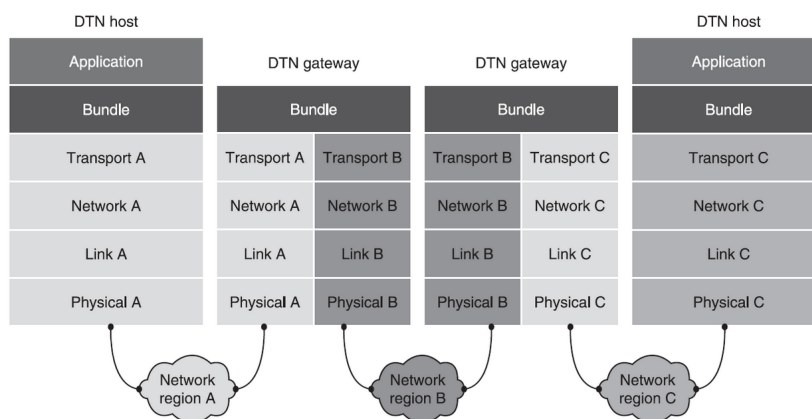 DTN host
DTN host
DTN gateway
DTN gateway
Application
Application
Bundle
Bundle
Bundle
Bundle
Transport A
Transport A
Transport B
Transport B
Transport C
Transport C
Network A
Network A
Network B
Network B
Network C
Network C
Link A
Link A
Link B
Link B
Link C
Link C
Physical A
Physical A
Physical B
Physical B
Physical C
Physical C
Network
region A
Network
region B
Network
region C